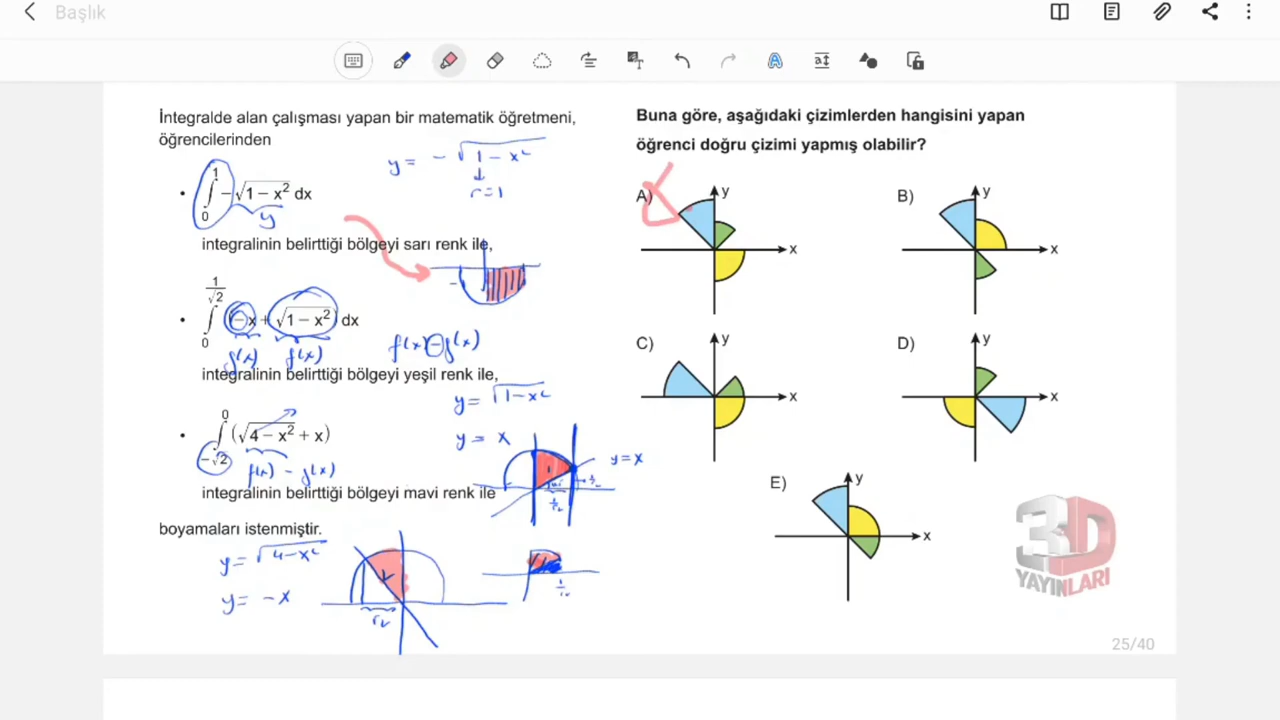 Başlık
İntegralde alan çalışması yapan bir matematik öğretmeni,
öğrencilerinden
y = - √1 - x²
r=1
• ∫₀¹ -√1 - x² dx
y
integralinin belirttiği bölgeyi sarı renk ile,
• ∫₀^{1/√2} -x + √1 - x² dx
g(x) f(x)
f(x) - g(x)
integralinin belirttiği bölgeyi yeşil renk ile,
y = √1-x²
y = x
y=x
• ∫_{-√2}^0 (√4 - x² + x)
f(x) - g(x)
integralinin belirttiği bölgeyi mavi renk ile
boyamaları istenmiştir.
y = √4-x²
y = -x
Buna göre, aşağıdaki çizimlerden hangisini yapan
öğrenci doğru çizimi yapmış olabilir?
A) y x
B) y x
C) y x
D) y x
E) y x
3D
YAYINLARI
25/40